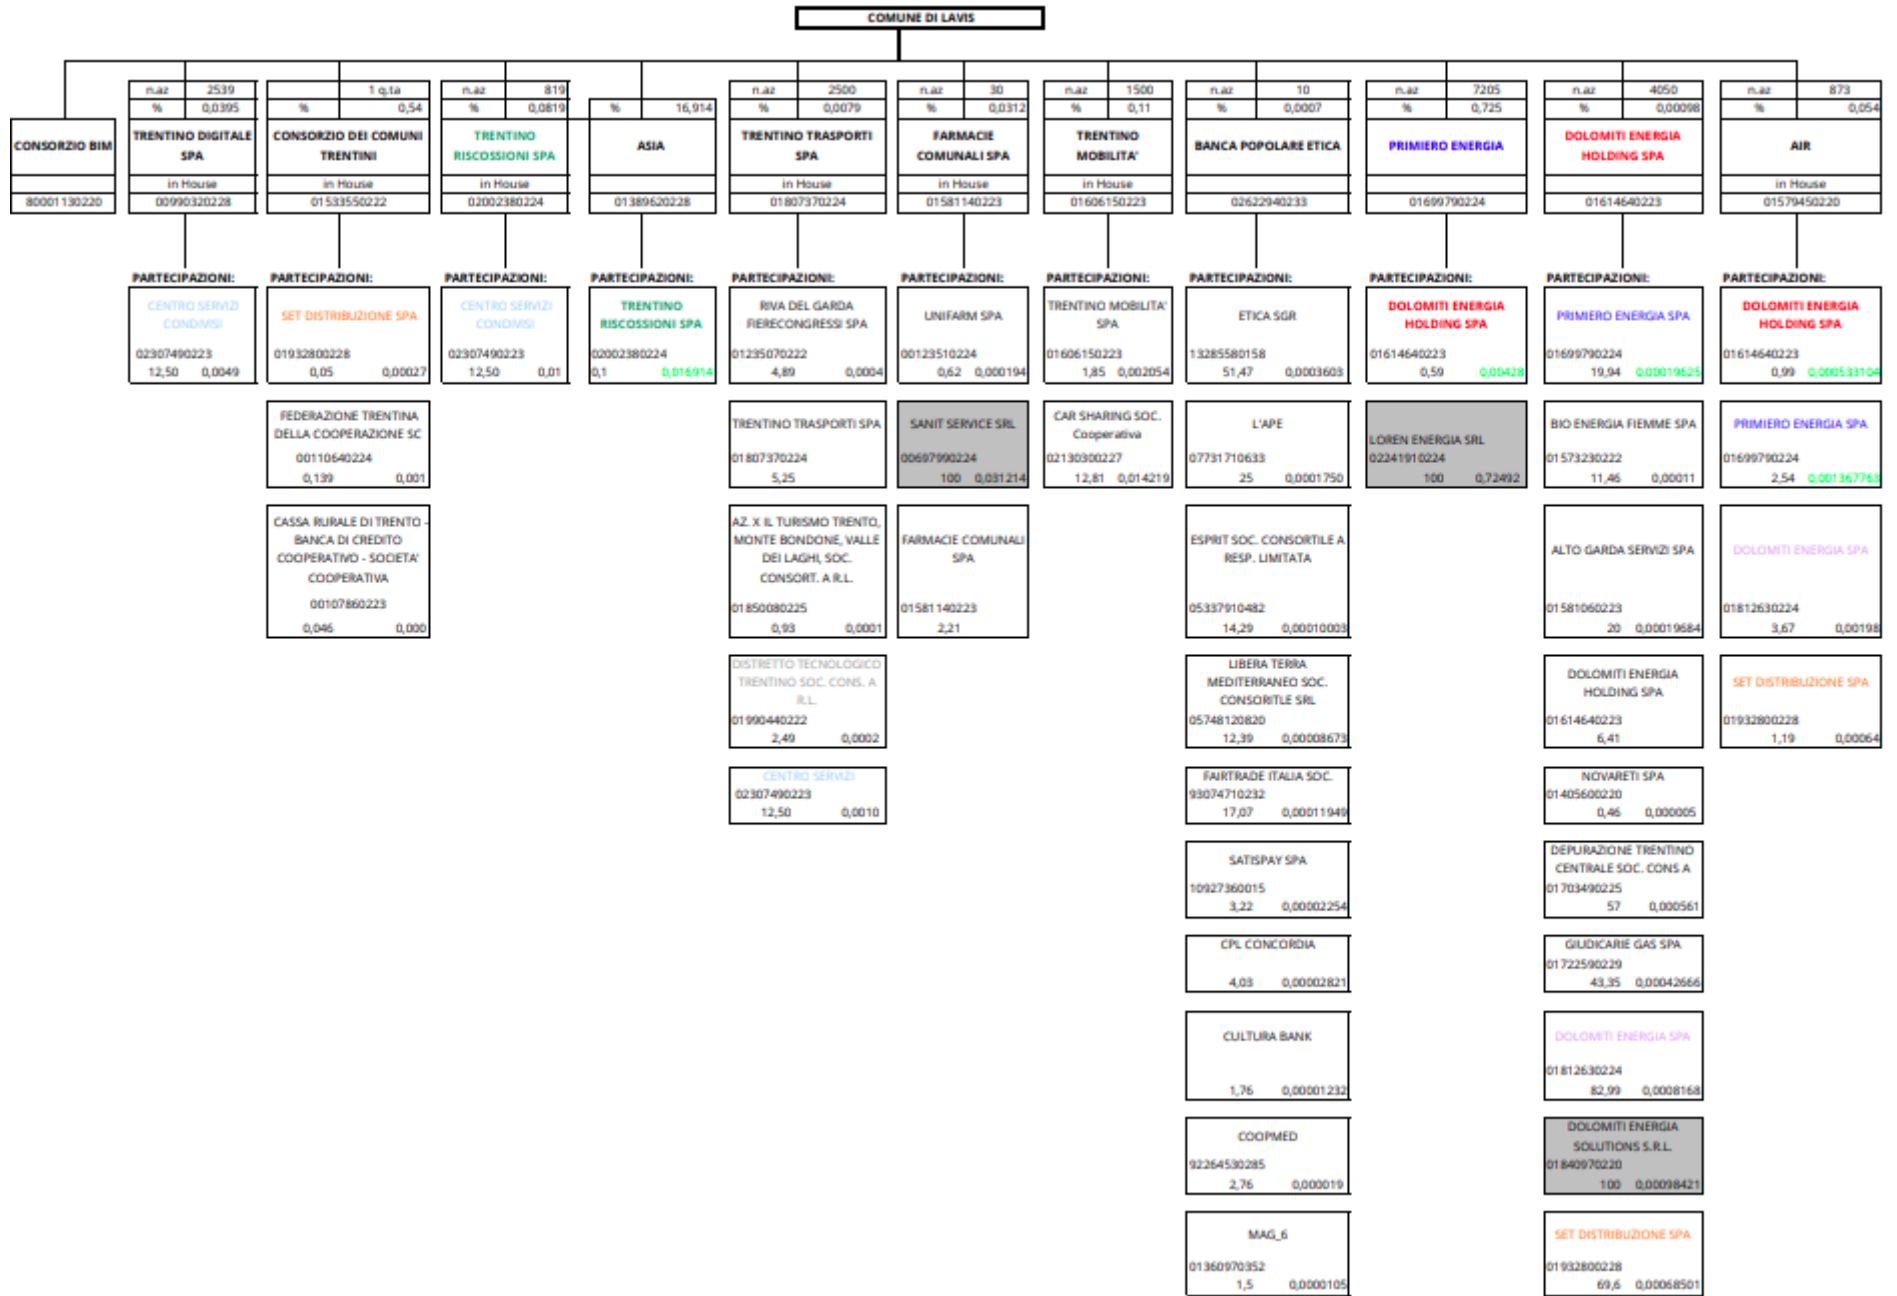 COMUNE DI LAVIS
CONSORZIO BIM
80001130220
n.az 2539
% 0,0395
TRENTINO DIGITALE
SPA
in House
00990320228
PARTECIPAZIONI:
CENTRO SERVIZI
CONDIVISI
02307490223
12,50 0,0049
1 q.ta
% 0,54
CONSORZIO DEI COMUNI
TRENTINI
in House
01533550222
PARTECIPAZIONI:
SET DISTRIBUZIONE SPA
01932800228
0,05 0,00027
FEDERAZIONE TRENTINA
DELLA COOPERAZIONE SC
00110640224
0,139 0,001
CASSA RURALE DI TRENTO -
BANCA DI CREDITO
COOPERATIVO - SOCIETA'
COOPERATIVA
00107860223
0,046 0,000
n.az 819
% 0,0819
TRENTINO
RISCOSSIONI SPA
in House
02002380224
PARTECIPAZIONI:
CENTRO SERVIZI
CONDIVISI
02307490223
12,50 0,01
% 16,914
ASIA
01389620228
PARTECIPAZIONI:
TRENTINO
RISCOSSIONI SPA
02002380224
0,1 0,016914
n.az 2500
% 0,0079
TRENTINO TRASPORTI
SPA
in House
01807370224
PARTECIPAZIONI:
RIVA DEL GARDA
FIERECONGRESSI SPA
01235070222
4,89 0,0004
TRENTINO TRASPORTI SPA
01807370224
5,25
AZ. X IL TURISMO TRENTO,
MONTE BONDONE, VALLE
DEI LAGHI, SOC.
CONSORT. A R.L.
01850080225
0,93 0,0001
DISTRETTO TECNOLOGICO
TRENTINO SOC. CONS. A
R.L.
01990440222
2,49 0,0002
CENTRO SERVIZI
02307490223
12,50 0,0010
n.az 30
% 0,0312
FARMACIE
COMUNALI SPA
in House
01581140223
PARTECIPAZIONI:
UNIFARM SPA
00123510224
0,62 0,000194
SANIT SERVICE SRL
00697990224
100 0,031214
FARMACIE COMUNALI
SPA
01581140223
2,21
n.az 1500
% 0,11
TRENTINO
MOBILITA'
in House
01606150223
PARTECIPAZIONI:
TRENTINO MOBILITA'
SPA
01606150223
1,85 0,002054
CAR SHARING SOC.
Cooperativa
02130300227
12,81 0,014219
n.az 10
% 0,0007
BANCA POPOLARE ETICA
02622940233
PARTECIPAZIONI:
ETICA SGR
13285580158
51,47 0,0003603
L'APE
07731710633
25 0,0001750
ESPRIT SOC. CONSORTILE A
RESP. LIMITATA
05337910482
14,29 0,00010003
LIBERA TERRA
MEDITERRANEO SOC.
CONSORITLE SRL
05748120820
12,39 0,00008673
FAIRTRADE ITALIA SOC.
93074710232
17,07 0,00011949
SATISPAY SPA
10927360015
3,22 0,00002254
CPL CONCORDIA
4,03 0,00002821
CULTURA BANK
1,76 0,00001232
COOPMED
92264530285
2,76 0,000019
MAG_6
01360970352
1,5 0,0000105
n.az 7205
% 0,725
PRIMIERO ENERGIA
01699790224
PARTECIPAZIONI:
DOLOMITI ENERGIA
HOLDING SPA
01614640223
0,59 0,00428
LOREN ENERGIA SRL
02241910224
100 0,72492
n.az 4050
% 0,00098
DOLOMITI ENERGIA
HOLDING SPA
01614640223
PARTECIPAZIONI:
PRIMIERO ENERGIA SPA
01699790224
19,94 0,00019625
BIO ENERGIA FIEMME SPA
01573230222
11,46 0,00011
ALTO GARDA SERVIZI SPA
01581060223
20 0,00019684
DOLOMITI ENERGIA
HOLDING SPA
01614640223
6,41
NOVARETI SPA
01405600220
0,46 0,000005
DEPURAZIONE TRENTINO
CENTRALE SOC. CONS A
01703490225
57 0,000561
GIUDICARIE GAS SPA
01722590229
43,35 0,00042666
DOLOMITI ENERGIA SPA
01812630224
82,99 0,0008168
DOLOMITI ENERGIA
SOLUTIONS S.R.L.
01840970220
100 0,00098421
SET DISTRIBUZIONE SPA
01932800228
69,6 0,00068501
n.az 873
% 0,054
AIR
in House
01579450220
PARTECIPAZIONI:
DOLOMITI ENERGIA
HOLDING SPA
01614640223
0,99 0,000533104
PRIMIERO ENERGIA SPA
01699790224
2,54 0,001367763
DOLOMITI ENERGIA SPA
01812630224
3,67 0,00198
SET DISTRIBUZIONE SPA
01932800228
1,19 0,00064